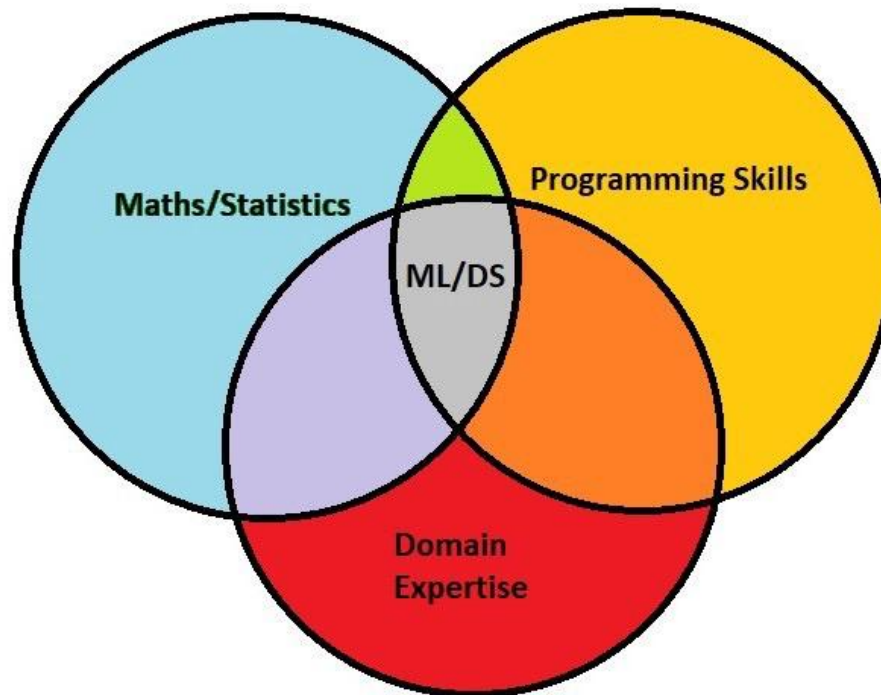 Maths/Statistics
Programming Skills
ML/DS
Domain
Expertise